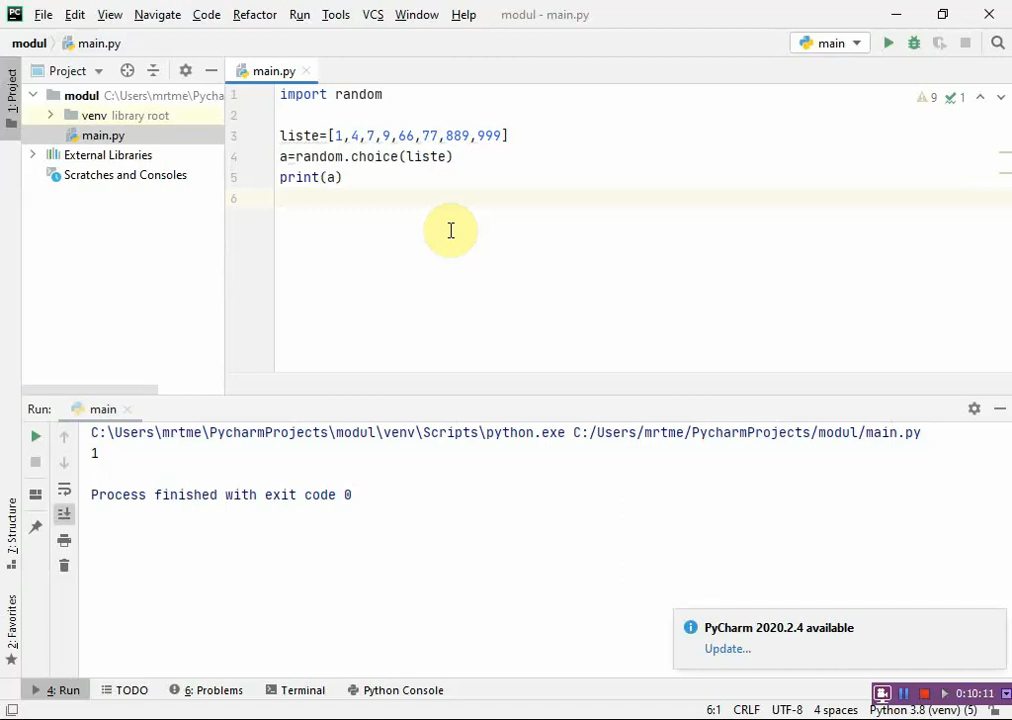 File Edit View Navigate Code Refactor Run Tools VCS Window Help modul - main.py
modul main.py main
1: Project
Project main.py
modul C:\Users\mrtme\Pycha
venv library root
main.py
External Libraries
Scratches and Consoles
1 import random
9 1
2
3 liste=[1,4,7,9,66,77,889,999]
4 a=random.choice(liste)
5 print(a)
6
Run: main
C:\Users\mrtme\PycharmProjects\modul\venv\Scripts\python.exe C:/Users/mrtme/PycharmProjects/modul/main.py
1
Process finished with exit code 0
7: Structure
2: Favorites
PyCharm 2020.2.4 available
Update...
4: Run TODO 6: Problems Terminal Python Console
0:10:11
6:1 CRLF UTF-8 4 spaces Python 3.8 (venv) (5)